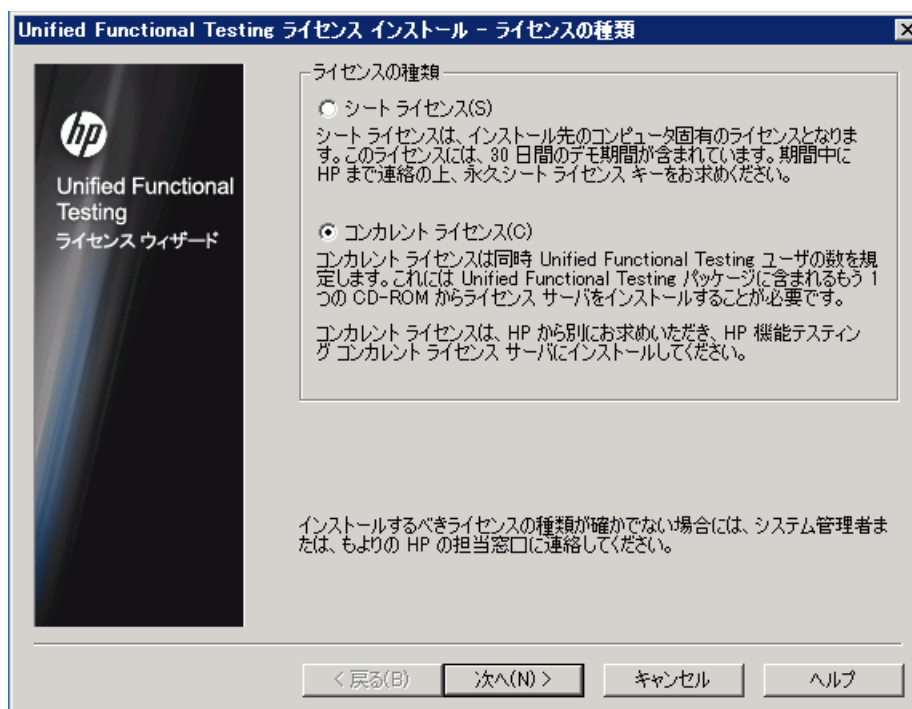 Unified Functional Testing ライセンス インストール - ライセンスの種類
hp
Unified Functional
Testing
ライセンス ウィザード
ライセンスの種類
シート ライセンス(S)
シート ライセンスは、インストール先のコンピュータ固有のライセンスとなりま
す。このライセンスには、30 日間のデモ期間が含まれています。期間中に
HP まで連絡の上、永久シート ライセンス キーをお求めください。
コンカレント ライセンス(C)
コンカレント ライセンスは同時 Unified Functional Testing ユーザの数を規
定します。これには Unified Functional Testing パッケージに含まれるもう 1
つの CD-ROM からライセンス サーバをインストールすることが必要です。
コンカレント ライセンスは、HP から別にお求めいただき、HP 機能テスティン
グ コンカレント ライセンス サーバにインストールしてください。
インストールするべきライセンスの種類が確かでない場合には、システム管理者ま
たは、もよりの HP の担当窓口に連絡してください。
< 戻る(B)
次へ(N) >
キャンセル
ヘルプ